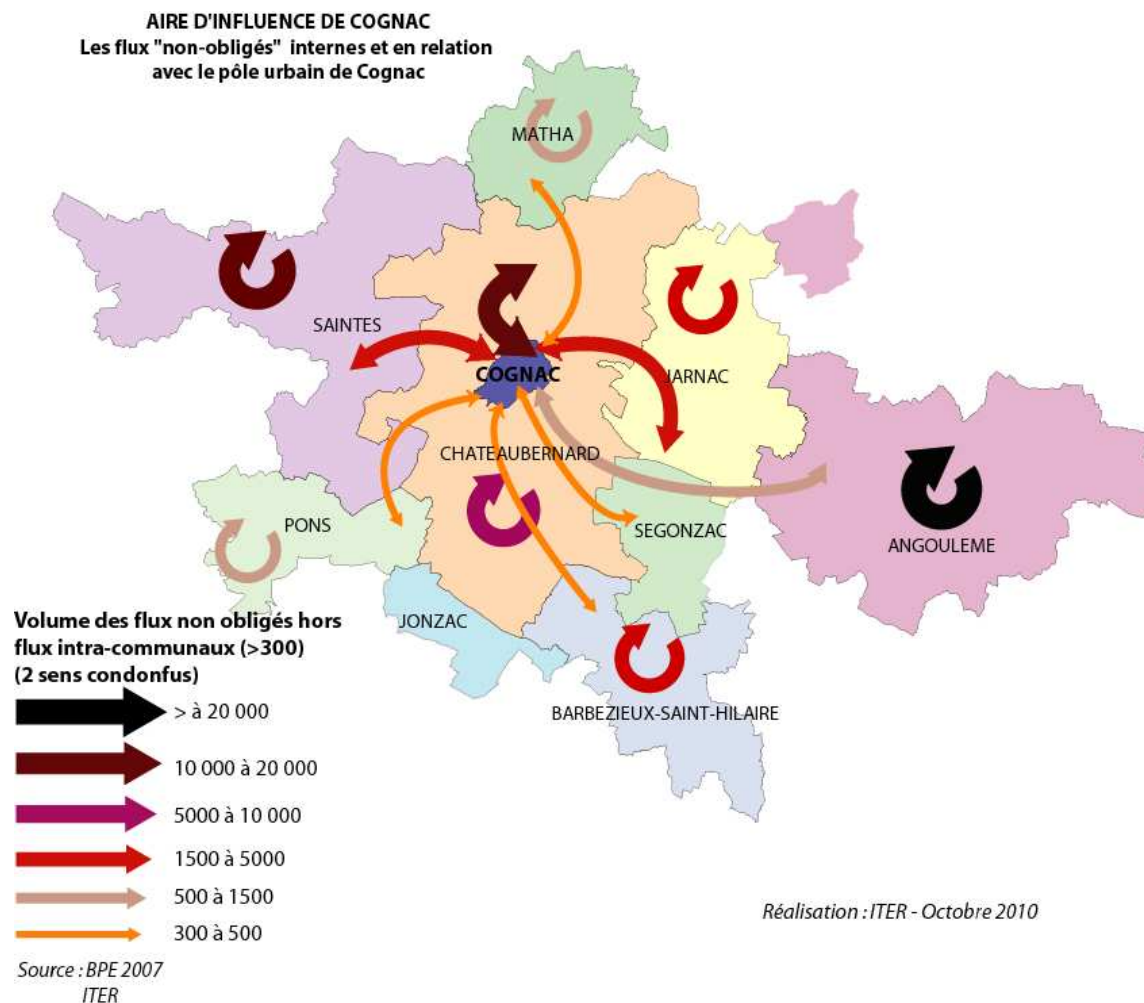 AIRE D'INFLUENCE DE COGNAC
Les flux "non-obligés" internes et en relation
avec le pôle urbain de Cognac
MATHA
SAINTES
COGNAC
JARNAC
CHATEAUBERNARD
PONS
SEGONZAC
ANGOULEME
JONZAC
BARBEZIEUX-SAINT-HILAIRE
Volume des flux non obligés hors
flux intra-communaux (>300)
(2 sens condonfus)
> à 20 000
10 000 à 20 000
5000 à 10 000
1500 à 5000
500 à 1500
300 à 500
Réalisation : ITER - Octobre 2010
Source : BPE 2007
ITER